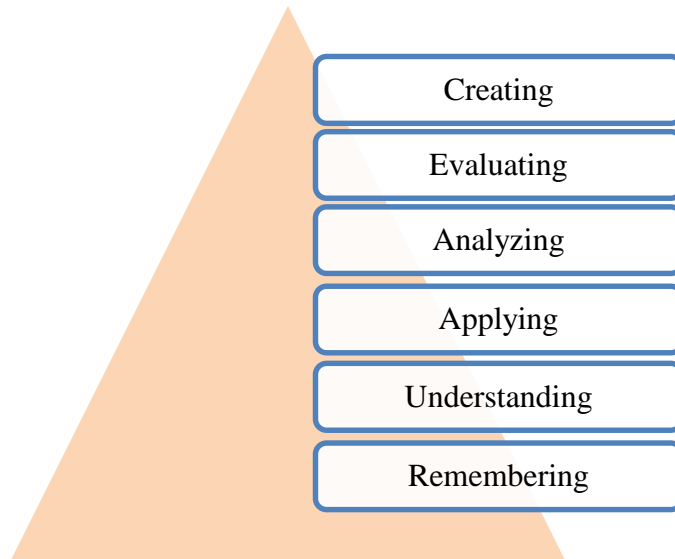 Creating
Evaluating
Analyzing
Applying
Understanding
Remembering